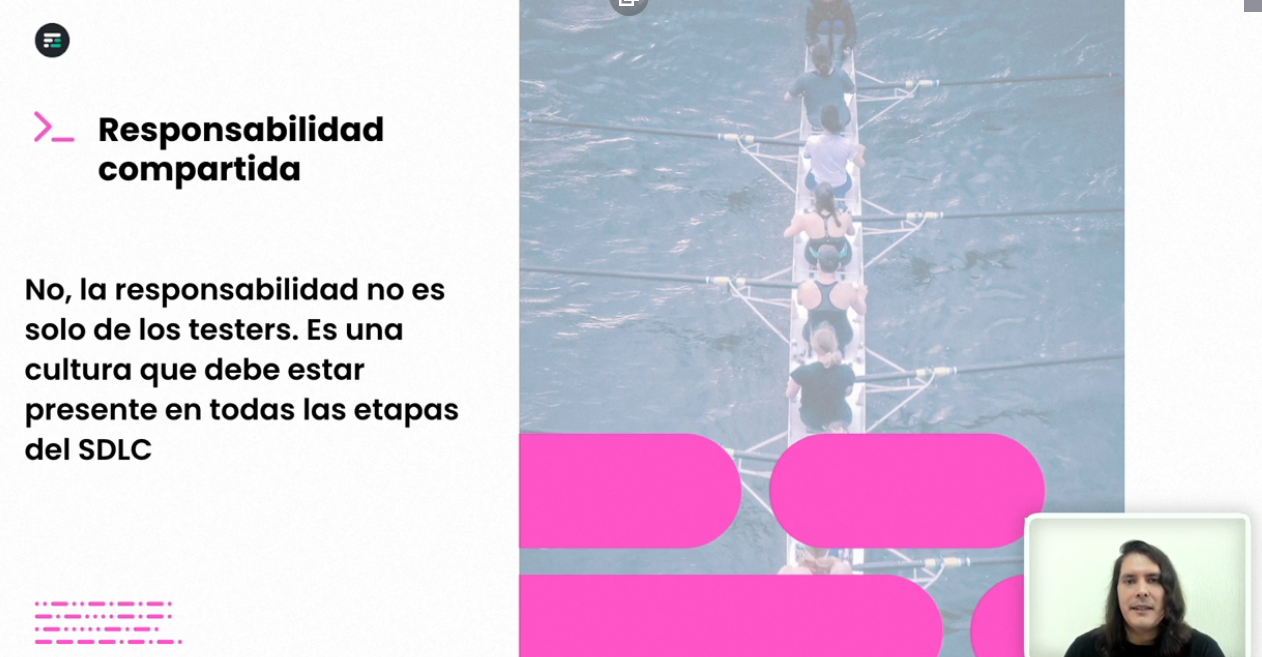 Responsabilidad
compartida
No, la responsabilidad no es
solo de los testers. Es una
cultura que debe estar
presente en todas las etapas
del SDLC